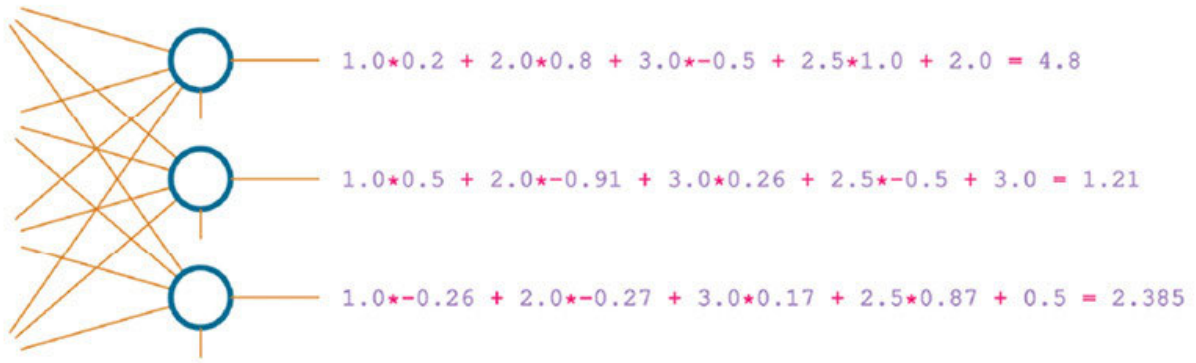 1.0*0.2 + 2.0*0.8 + 3.0*-0.5 + 2.5*1.0 + 2.0 = 4.8
1.0*0.5 + 2.0*-0.91 + 3.0*0.26 + 2.5*-0.5 + 3.0 = 1.21
1.0*-0.26 + 2.0*-0.27 + 3.0*0.17 + 2.5*0.87 + 0.5 = 2.385